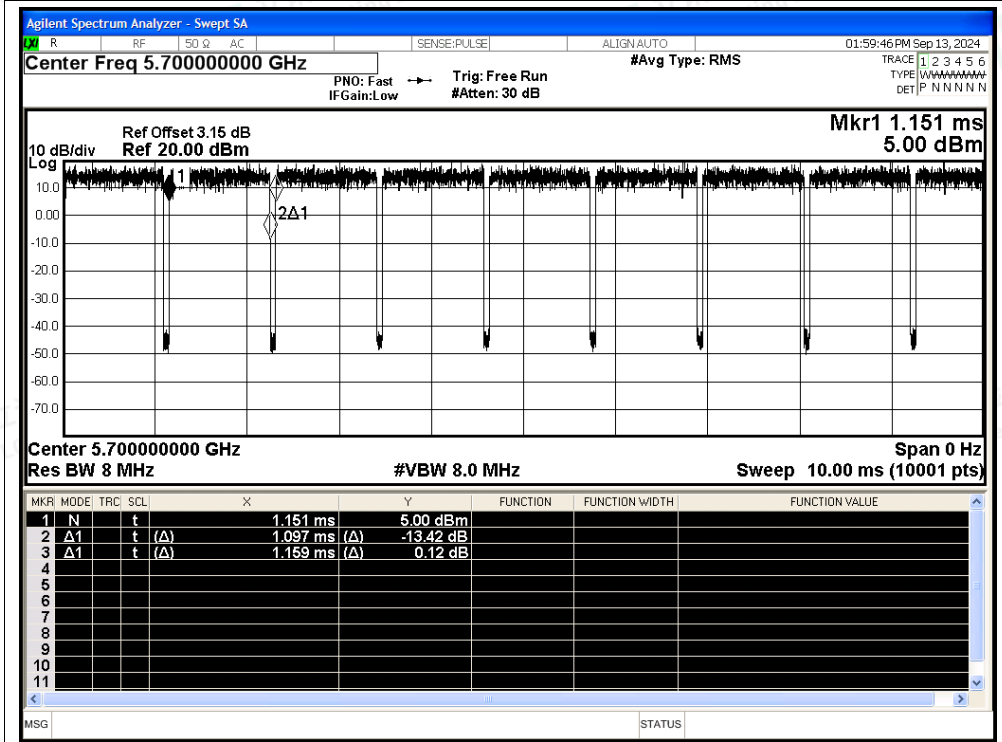 Agilent Spectrum Analyzer - Swept SA
LXI R RF 50 Ω AC SENSE:PULSE ALIGN AUTO 01:59:46 PM Sep 13, 2024
Center Freq 5.700000000 GHz #Avg Type: RMS TRACE 1 2 3 4 5 6
PNO: Fast Trig: Free Run TYPE WWWWWW
IFGain:Low #Atten: 30 dB DET P N N N N N
Mkr1 1.151 ms
Ref Offset 3.15 dB
10 dB/div Ref 20.00 dBm 5.00 dBm
Log
10.0
0.00
-10.0
-20.0
-30.0
-40.0
-50.0
-60.0
-70.0
1
2Δ1
Center 5.700000000 GHz Span 0 Hz
Res BW 8 MHz #VBW 8.0 MHz Sweep 10.00 ms (10001 pts)
MKR MODE TRC SCL X Y FUNCTION FUNCTION WIDTH FUNCTION VALUE
1 N t 1.151 ms 5.00 dBm
2 Δ1 t (Δ) 1.097 ms (Δ) -13.42 dB
3 Δ1 t (Δ) 1.159 ms (Δ) 0.12 dB
4
5
6
7
8
9
10
11
MSG STATUS